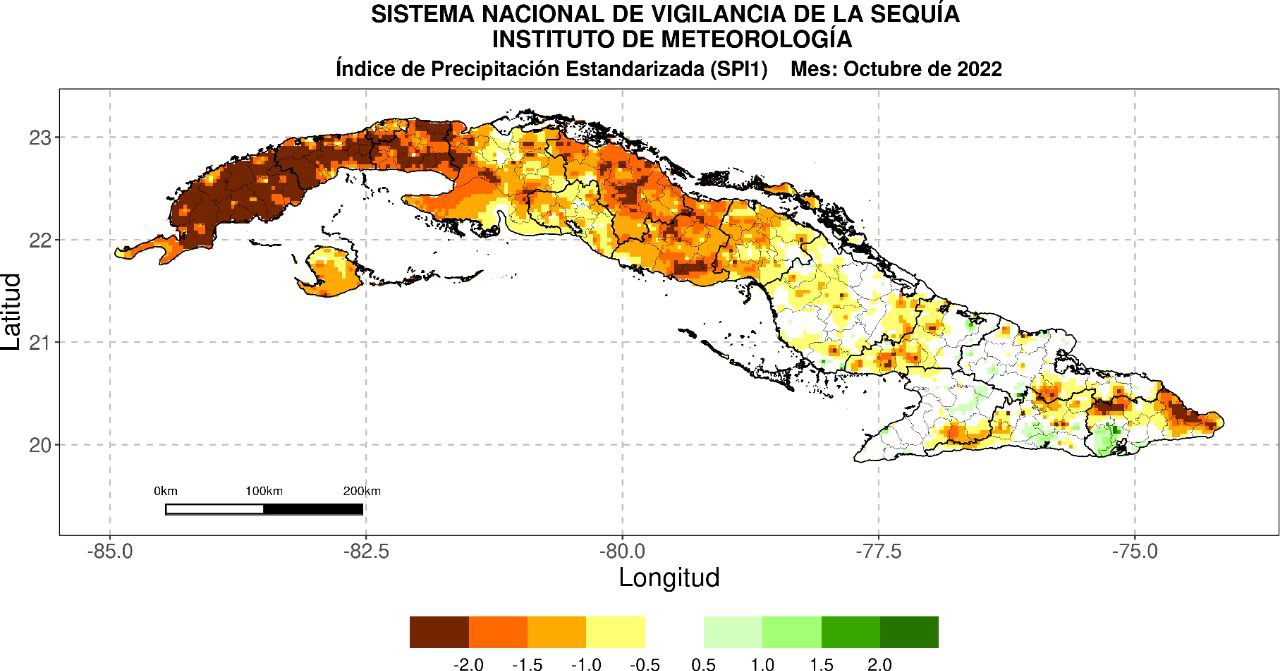 SISTEMA NACIONAL DE VIGILANCIA DE LA SEQUÍA
INSTITUTO DE METEOROLOGÍA
Índice de Precipitación Estandarizada (SPI1) Mes: Octubre de 2022
23
22
21
20
Latitud
0km 100km 200km
-85.0 -82.5 -80.0 -77.5 -75.0
Longitud
-2.0 -1.5 -1.0 -0.5 0.5 1.0 1.5 2.0